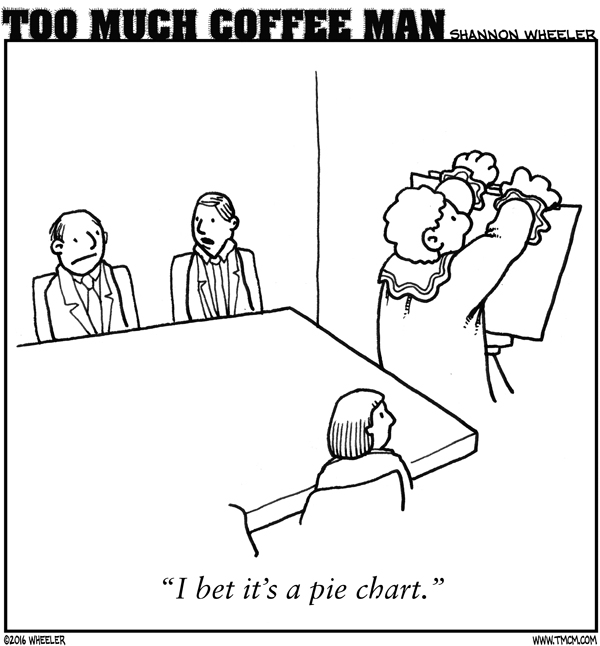 TOO MUCH COFFEE MAN SHANNON WHEELER
“I bet it’s a pie chart.”
©2016 WHEELER WWW.TMCM.COM